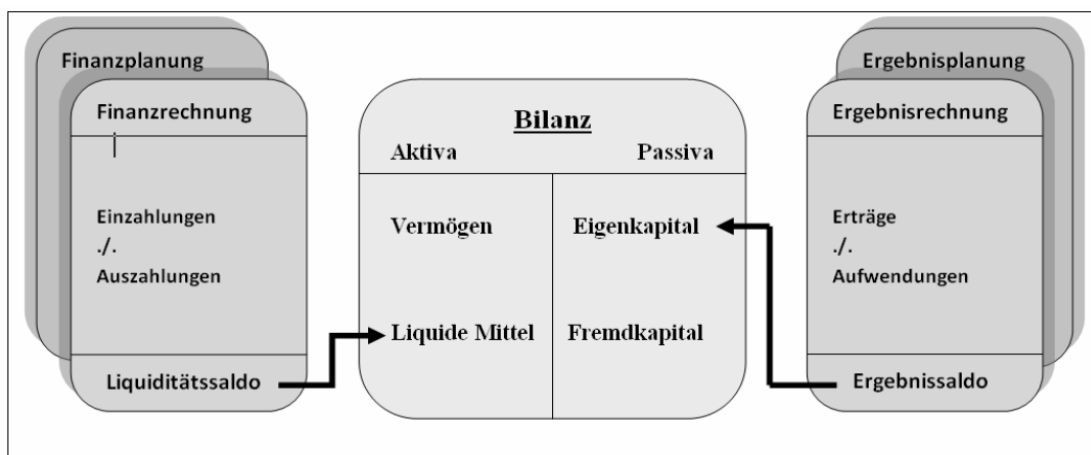 Finanzplanung
Finanzrechnung
Einzahlungen
./.
Auszahlungen
Liquiditätssaldo
Bilanz
Aktiva Passiva
Vermögen Eigenkapital
Liquide Mittel Fremdkapital
Ergebnisplanung
Ergebnisrechnung
Erträge
./.
Aufwendungen
Ergebnissaldo